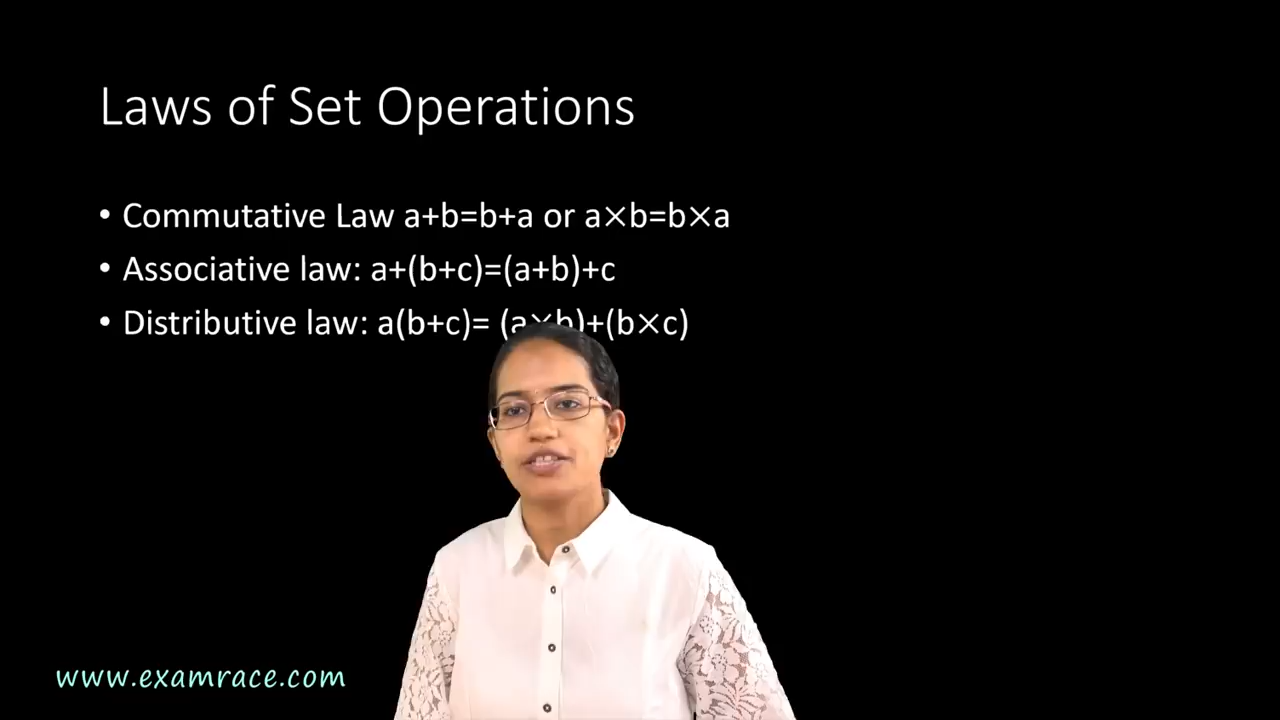 Laws of Set Operations
• Commutative Law a+b=b+a or a×b=b×a
• Associative law: a+(b+c)=(a+b)+c
• Distributive law: a(b+c)= (a×b)+(b×c)
www.examrace.com